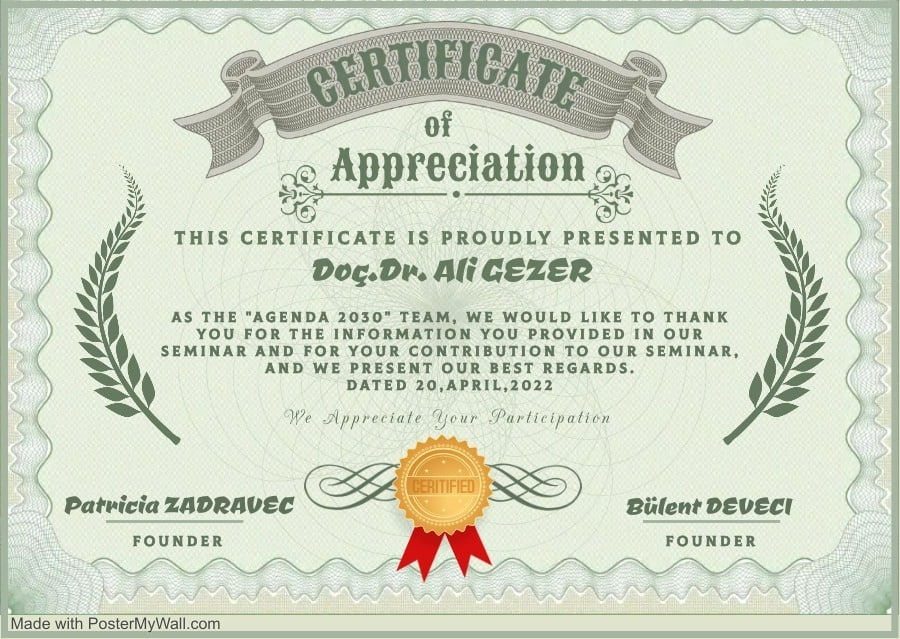 CERTIFICATE
of
Appreciation
THIS CERTIFICATE IS PROUDLY PRESENTED TO
Doç.Dr. Ali GEZER
AS THE "AGENDA 2030" TEAM, WE WOULD LIKE TO THANK
YOU FOR THE INFORMATION YOU PROVIDED IN OUR
SEMINAR AND FOR YOUR CONTRIBUTION TO OUR SEMINAR,
AND WE PRESENT OUR BEST REGARDS.
DATED 20,APRIL,2022
We Appreciate Your Participation
CERITIFIED
Patricia ZADRAVEC
FOUNDER
Bülent DEVECI
FOUNDER
Made with PosterMyWall.com